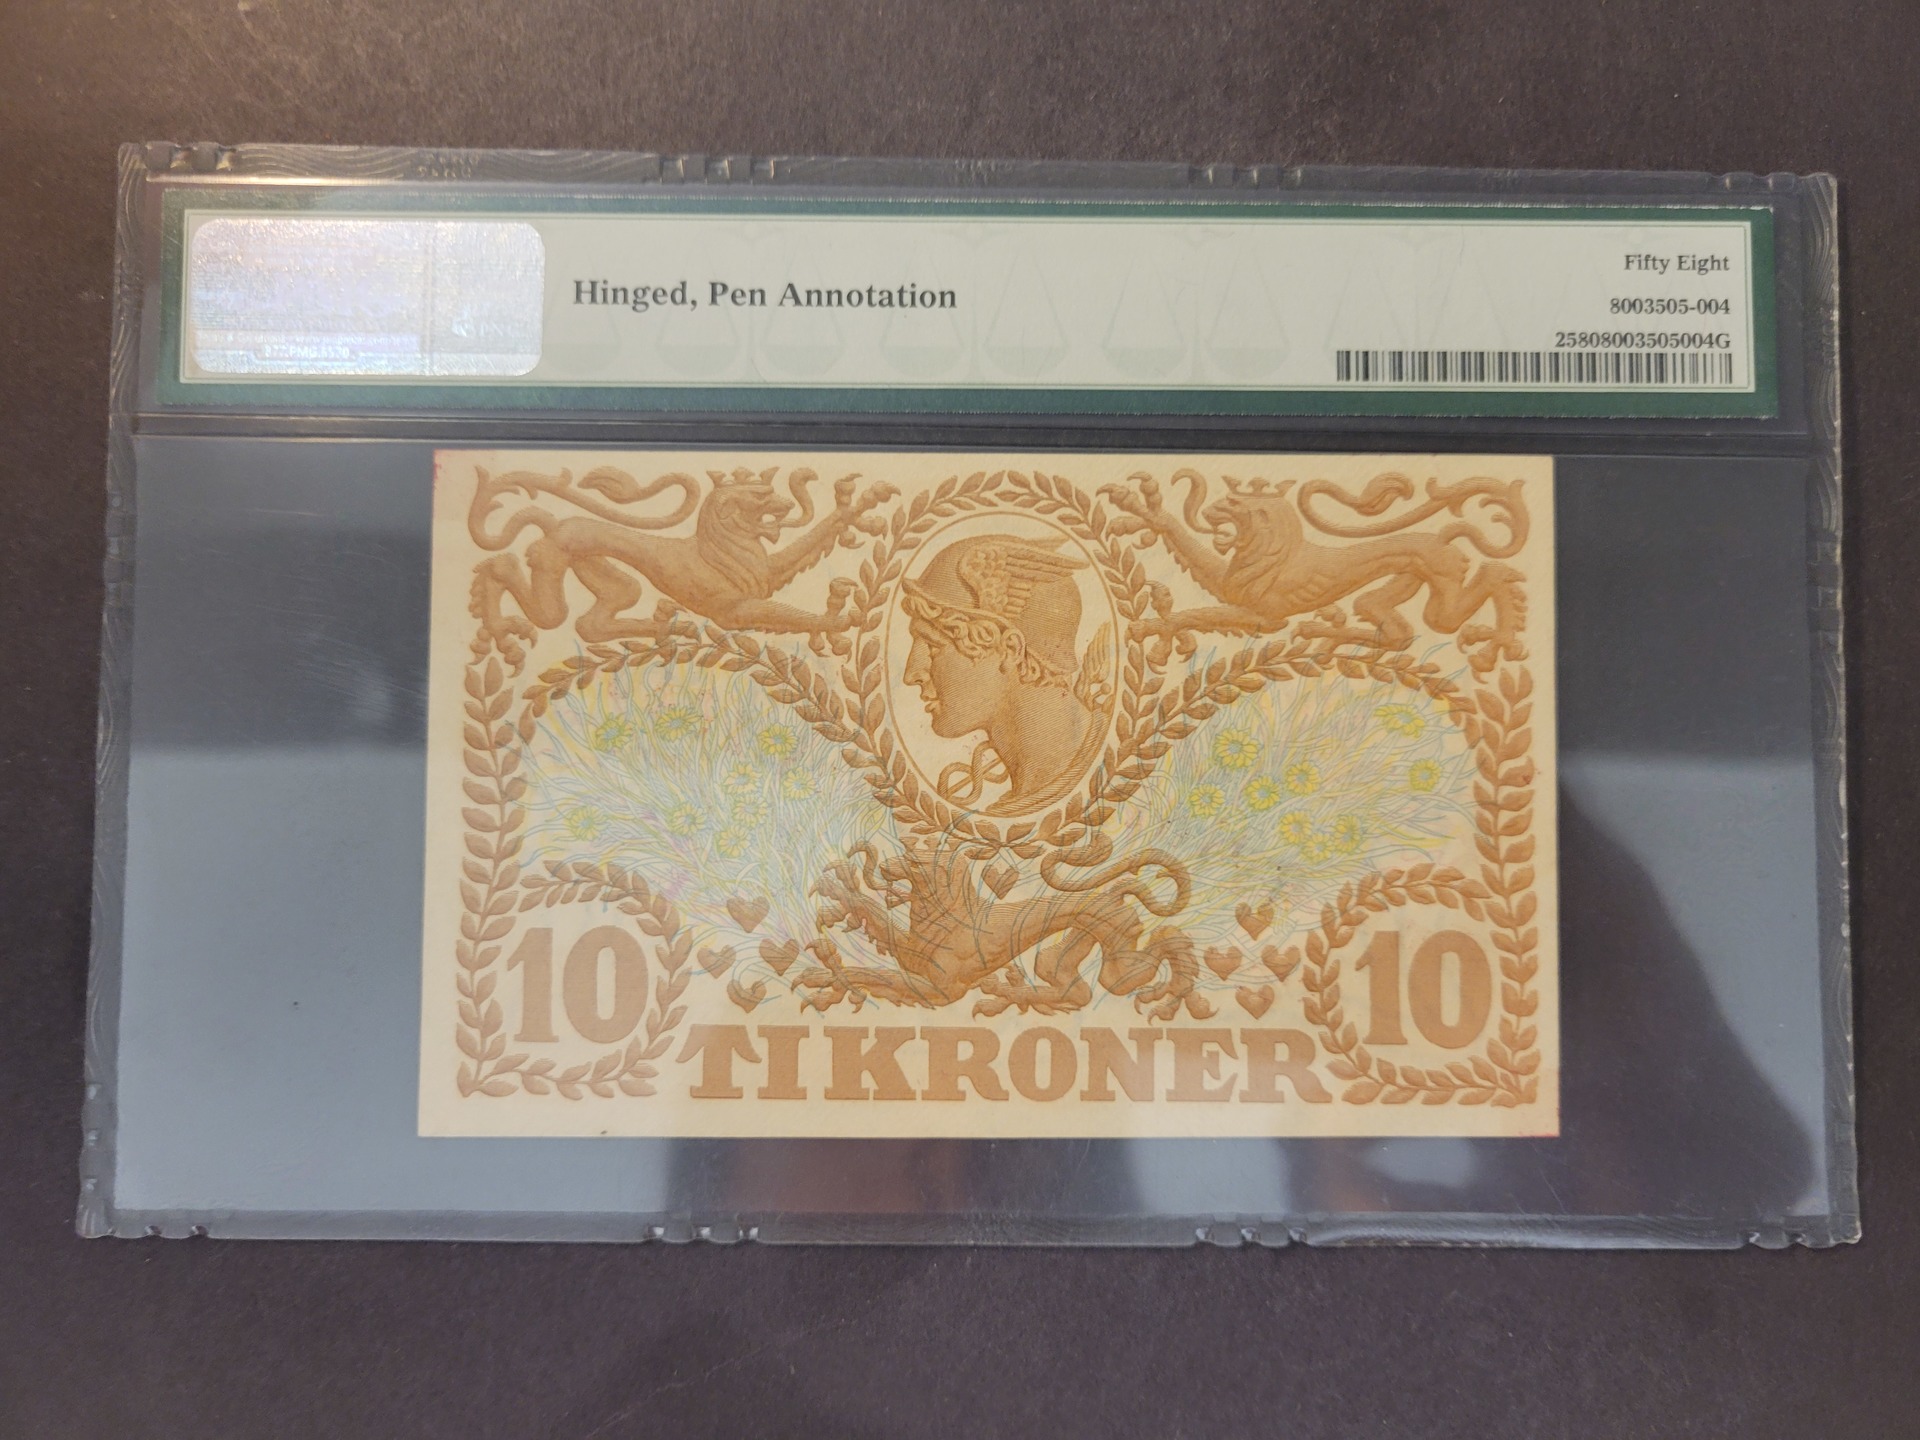 Hinged, Pen Annotation
Fifty Eight
8003505-004
25808003505004G
10
10
TI KRONER